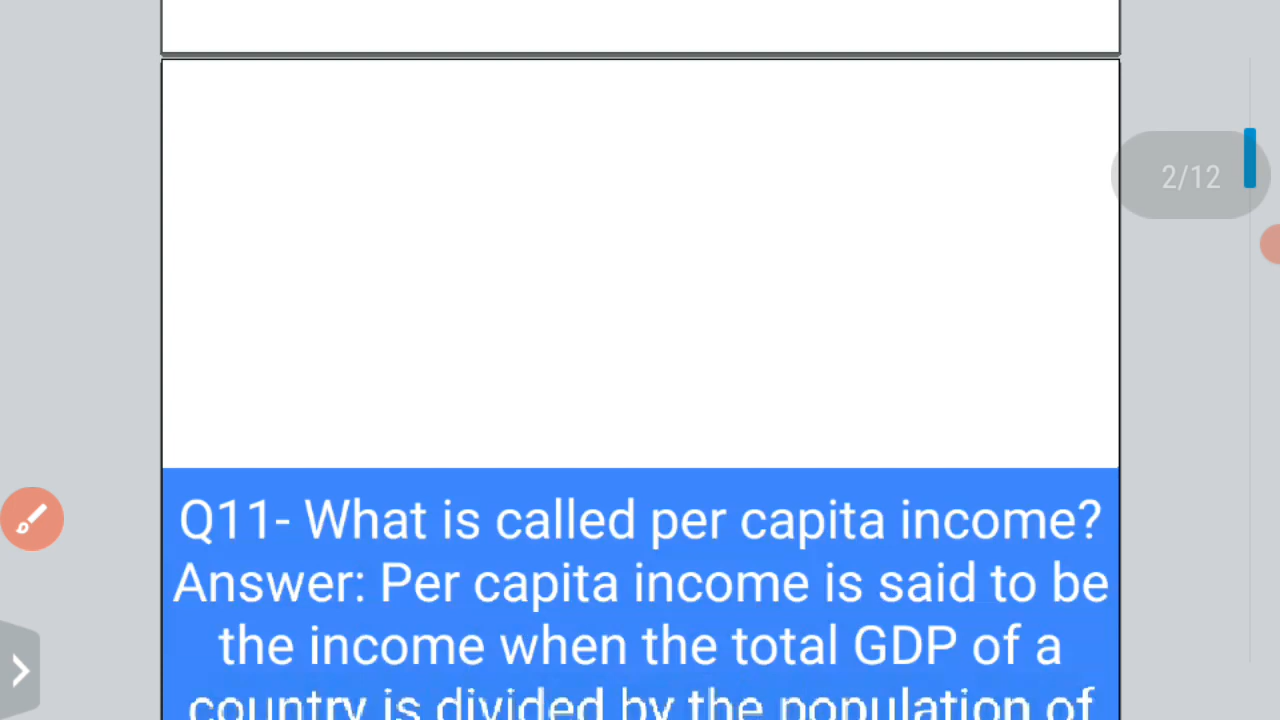 2/12
Q11- What is called per capita income?
Answer: Per capita income is said to be
the income when the total GDP of a
country is divided by the population of